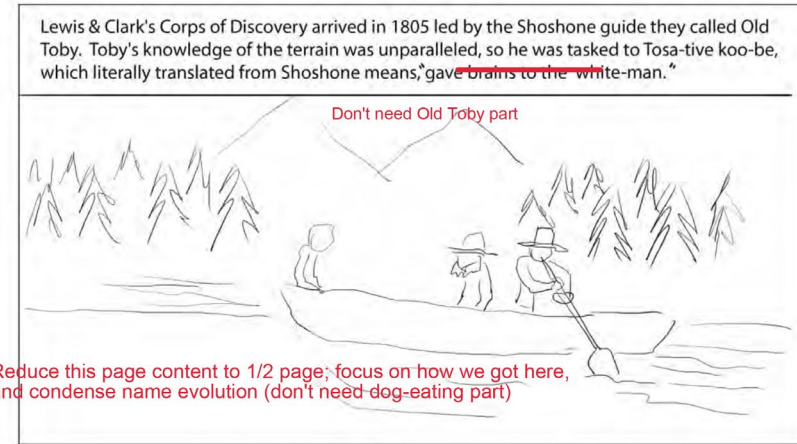 Lewis & Clark's Corps of Discovery arrived in 1805 led by the Shoshone guide they called Old
Toby. Toby's knowledge of the terrain was unparalleled, so he was tasked to Tosa-tive koo-be,
which literally translated from Shoshone means,"gave brains to the white-man."
Don't need Old Toby part
Reduce this page content to 1/2 page; focus on how we got here,
and condense name evolution (don't need dog-eating part)